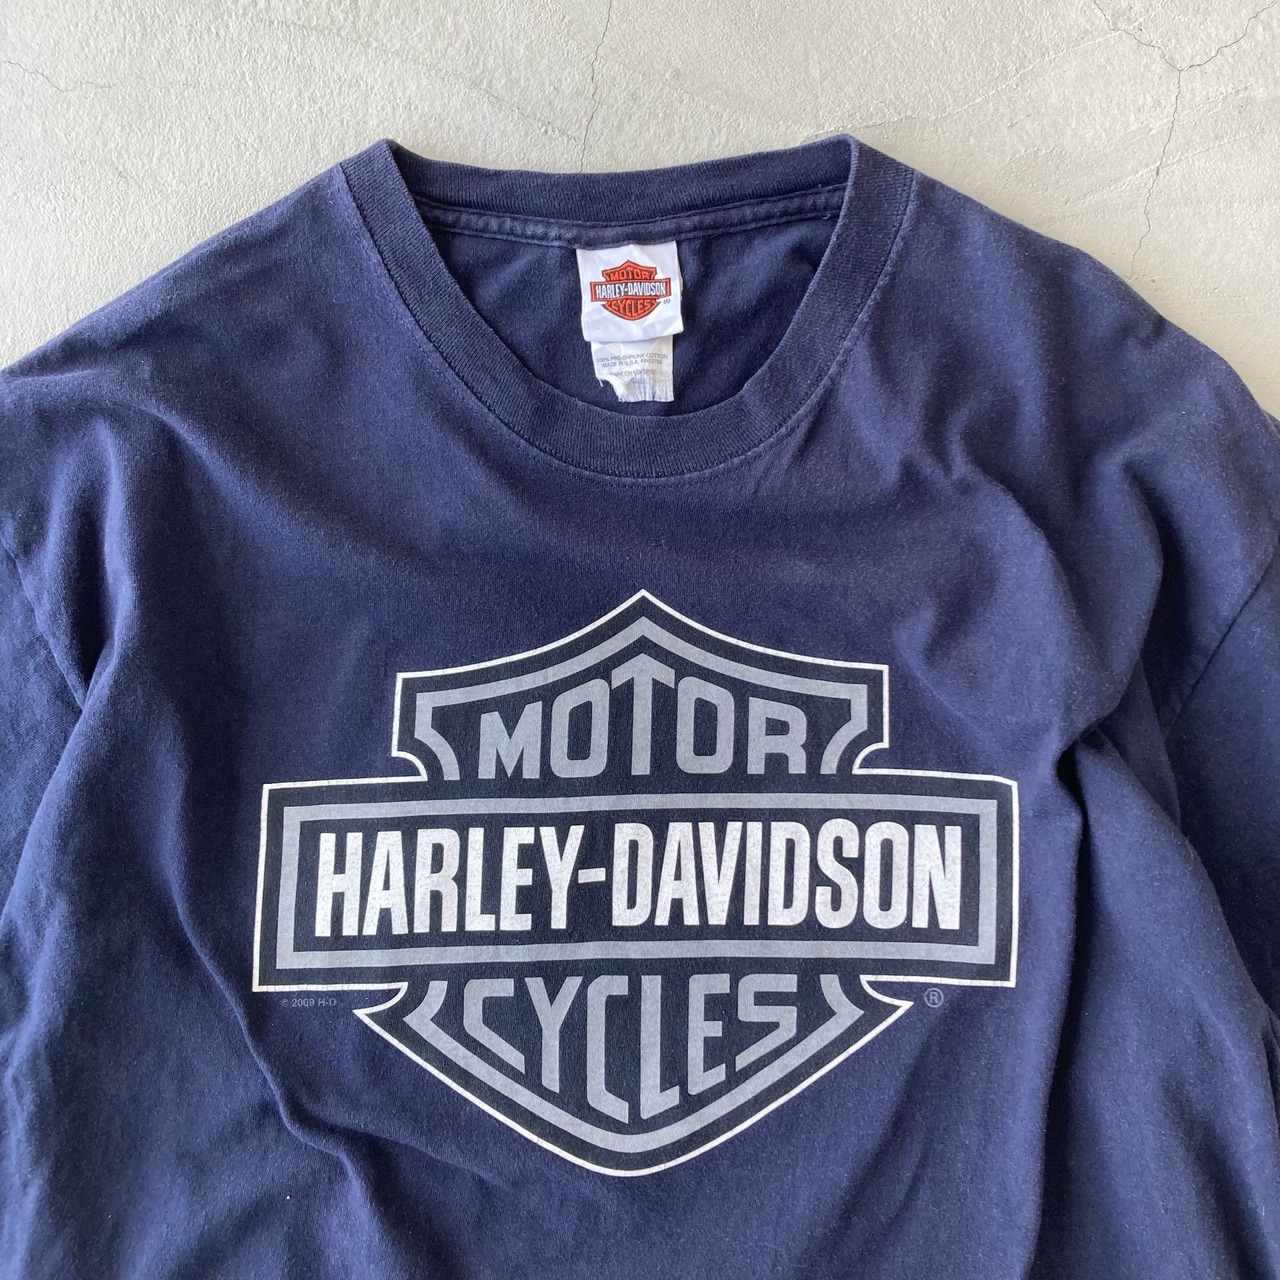 MOTOR
HARLEY-DAVIDSON
CYCLES
®
100% PRE-SHRUNK COTTON
MADE IN U.S.A.
MOTOR
HARLEY-DAVIDSON
CYCLES
© 2009 H-D
®